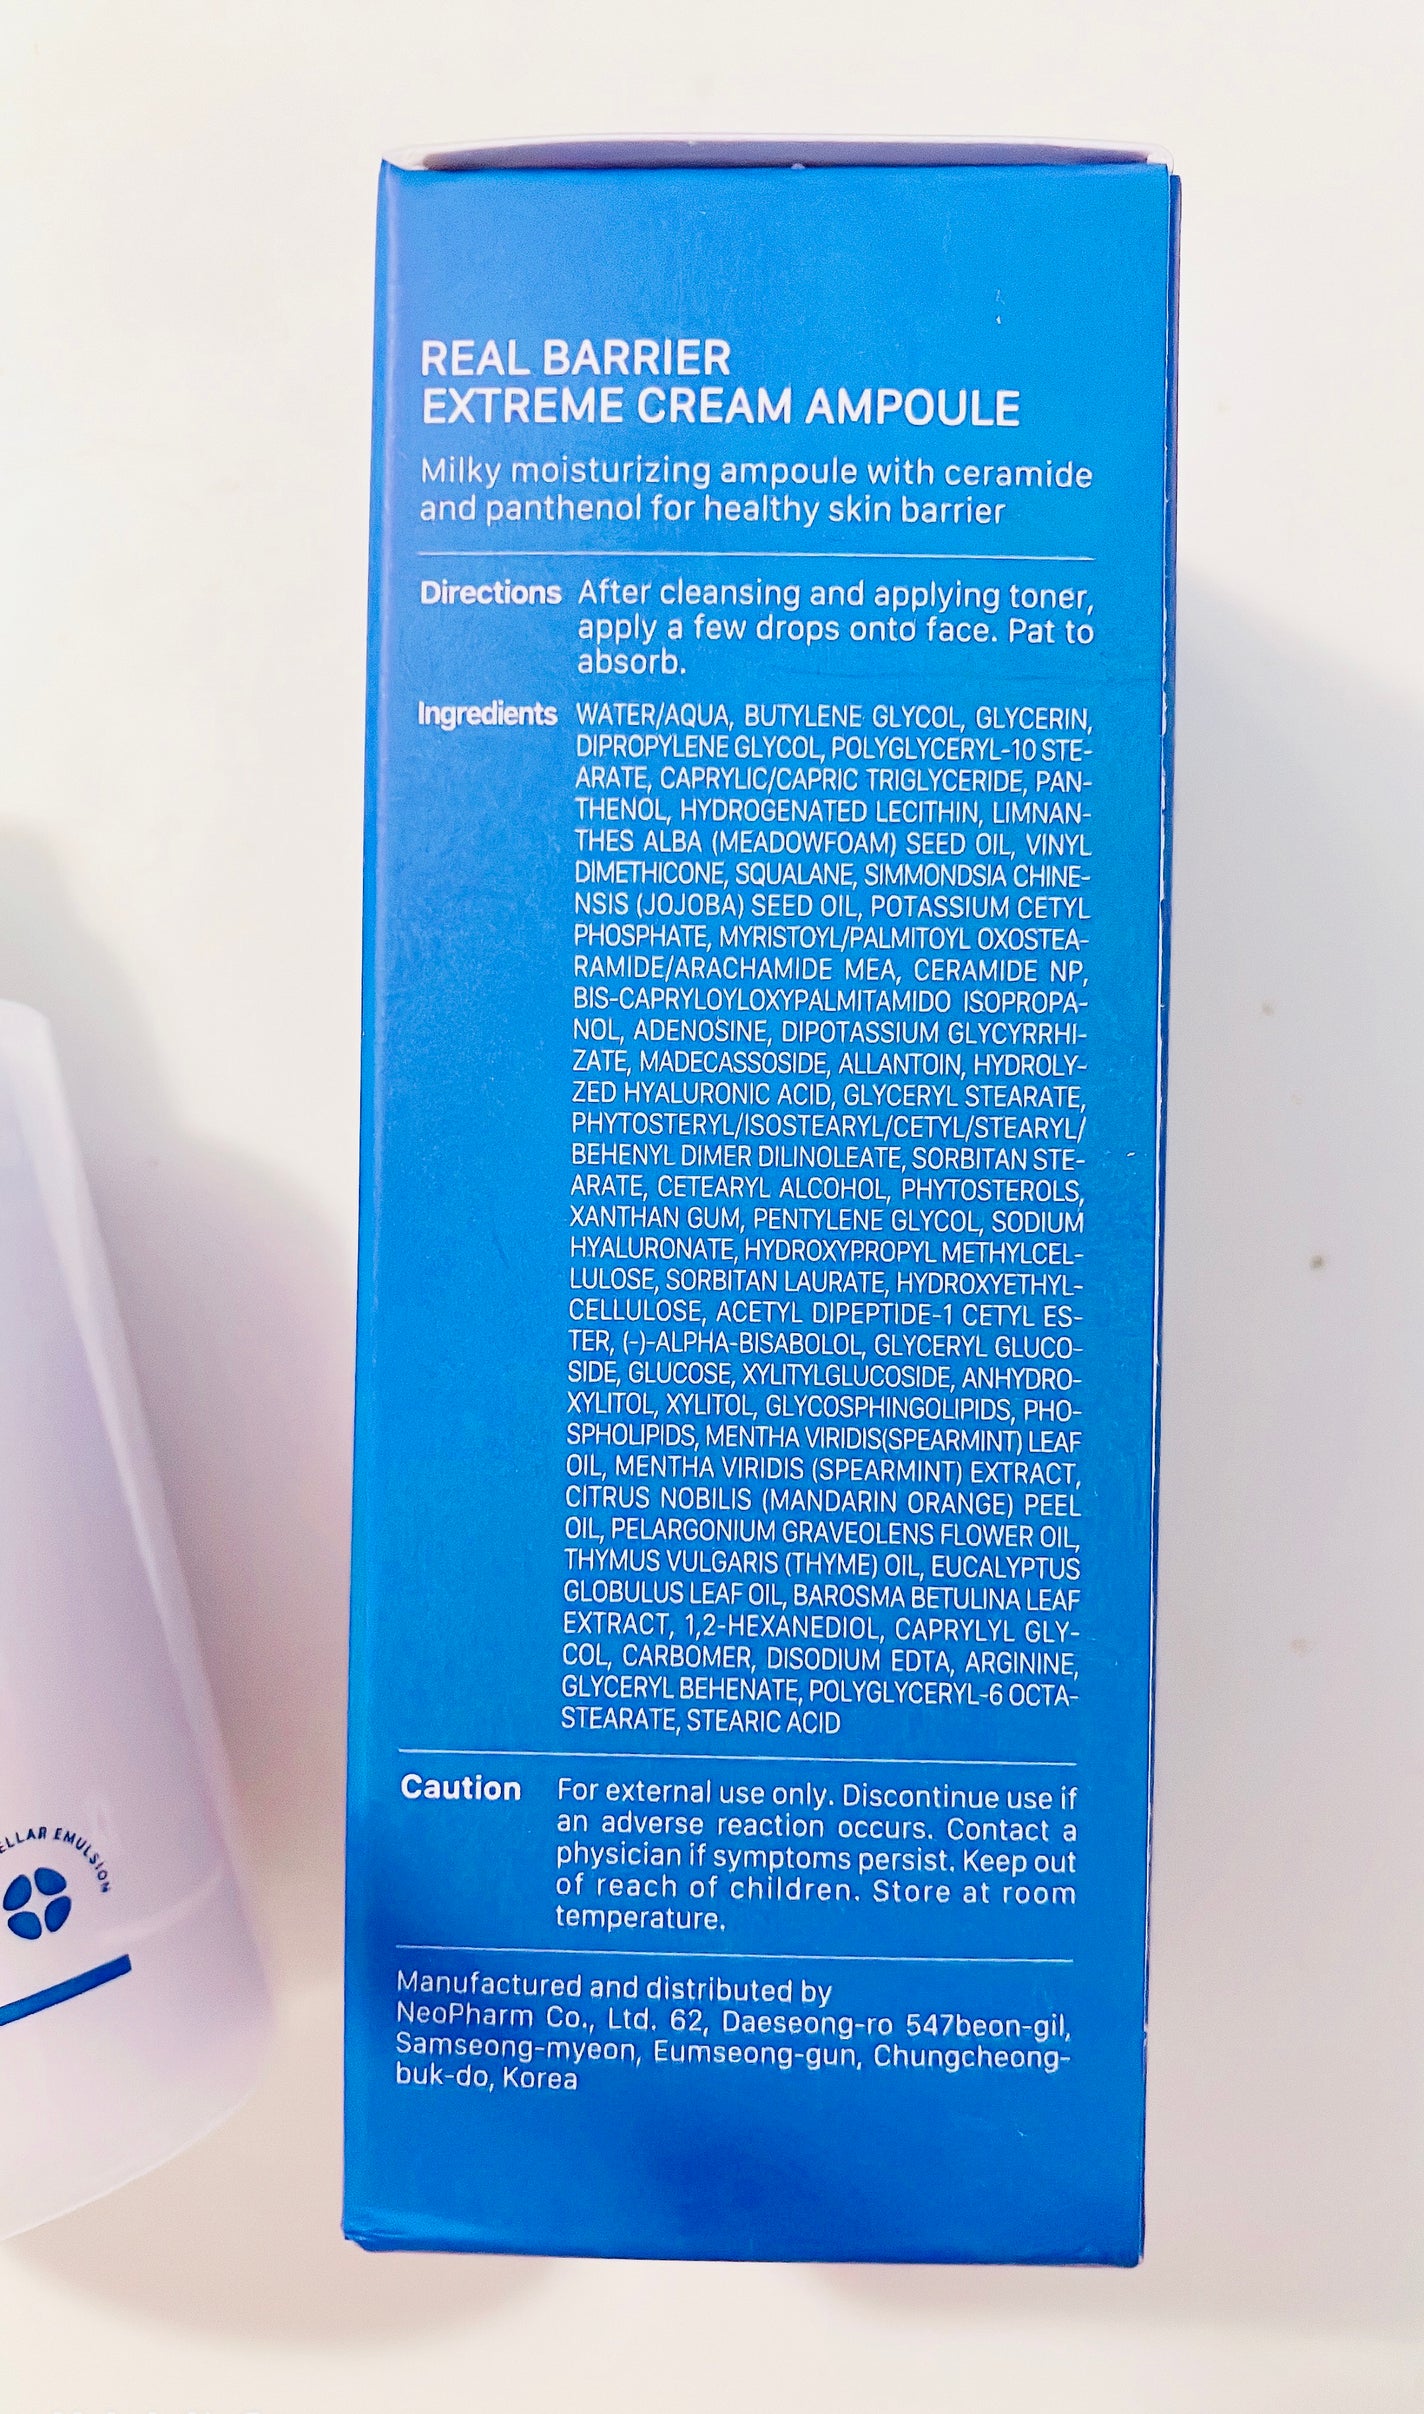 REAL BARRIER
EXTREME CREAM AMPOULE
Milky moisturizing ampoule with ceramide
and panthenol for healthy skin barrier
Directions After cleansing and applying toner,
apply a few drops onto face. Pat to
absorb.
Ingredients WATER/AQUA, BUTYLENE GLYCOL, GLYCERIN,
DIPROPYLENE GLYCOL, POLYGLYCERYL-10 STE-
ARATE, CAPRYLIC/CAPRIC TRIGLYCERIDE, PAN-
THENOL, HYDROGENATED LECITHIN, LIMNAN-
THES ALBA (MEADOWFOAM) SEED OIL, VINYL
DIMETHICONE, SQUALANE, SIMMONDSIA CHINE-
NSIS (JOJOBA) SEED OIL, POTASSIUM CETYL
PHOSPHATE, MYRISTOYL/PALMITOYL OXOSTEA-
RAMIDE/ARACHAMIDE MEA, CERAMIDE NP,
BIS-CAPRYLOYLOXYPALMITAMIDO ISOPROPA-
NOL, ADENOSINE, DIPOTASSIUM GLYCYRRHI-
ZATE, MADECASSOSIDE, ALLANTOIN, HYDROLY-
ZED HYALURONIC ACID, GLYCERYL STEARATE,
PHYTOSTERYL/ISOSTEARYL/CETYL/STEARYL/
BEHENYL DIMER DILINOLEATE, SORBITAN STE-
ARATE, CETEARYL ALCOHOL, PHYTOSTEROLS,
XANTHAN GUM, PENTYLENE GLYCOL, SODIUM
HYALURONATE, HYDROXYPROPYL METHYLCEL-
LULOSE, SORBITAN LAURATE, HYDROXYETHYL-
CELLULOSE, ACETYL DIPEPTIDE-1 CETYL ES-
TER, (-)-ALPHA-BISABOLOL, GLYCERYL GLUCO-
SIDE, GLUCOSE, XYLITYLGLUCOSIDE, ANHYDRO-
XYLITOL, XYLITOL, GLYCOSPHINGOLIPIDS, PHO-
SPHOLIPIDS, MENTHA VIRIDIS(SPEARMINT) LEAF
OIL, MENTHA VIRIDIS (SPEARMINT) EXTRACT,
CITRUS NOBILIS (MANDARIN ORANGE) PEEL
OIL, PELARGONIUM GRAVEOLENS FLOWER OIL,
THYMUS VULGARIS (THYME) OIL, EUCALYPTUS
GLOBULUS LEAF OIL, BAROSMA BETULINA LEAF
EXTRACT, 1,2-HEXANEDIOL, CAPRYLYL GLY-
COL, CARBOMER, DISODIUM EDTA, ARGININE,
GLYCERYL BEHENATE, POLYGLYCERYL-6 OCTA-
STEARATE, STEARIC ACID
Caution For external use only. Discontinue use if
an adverse reaction occurs. Contact a
physician if symptoms persist. Keep out
of reach of children. Store at room
temperature.
Manufactured and distributed by
NeoPharm Co., Ltd. 62, Daeseong-ro 547beon-gil,
Samseong-myeon, Eumseong-gun, Chungcheong-
buk-do, Korea
EMULSION